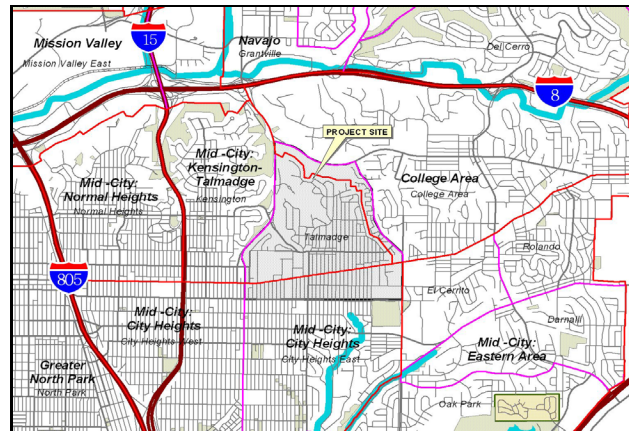 Mission Valley
Mission Valley East
15
Navajo
Grantville
Del Cerro
8
PROJECT SITE
Mid -City:
Kensington-
Talmadge
Kensington
College Area
College Area
Mid -City:
Normal Heights
Normal Heights
Talmadge
Rolando
805
El Cerrito
Mid -City:
City Heights
City Heights West
Mid -City:
City Heights
City Heights East
Darnall
Mid -City:
Eastern Area
Greater
North Park
North Park
Oak Park